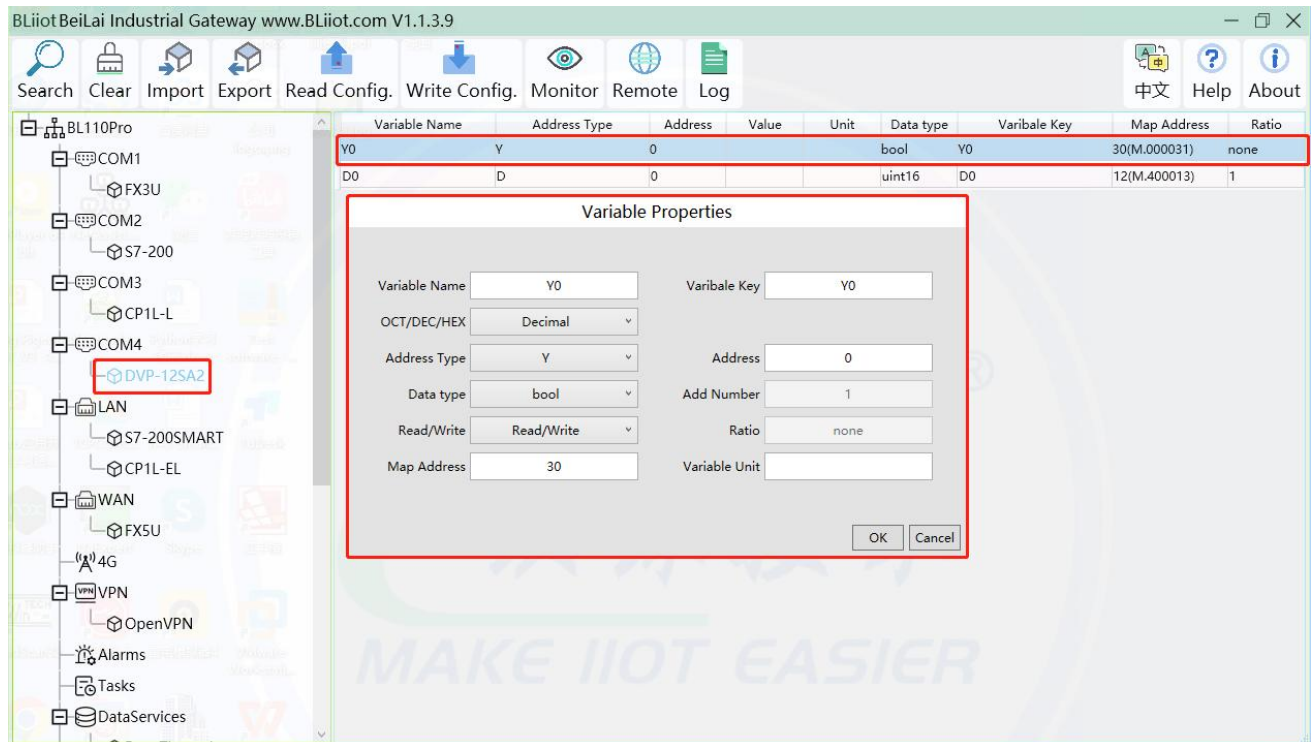 BLiiot BeiLai Industrial Gateway www.BLiiot.com V1.1.3.9
Search Clear Import Export Read Config. Write Config. Monitor Remote Log 中文 Help About
BL110Pro
COM1
FX3U
COM2
S7-200
COM3
CP1L-L
COM4
DVP-12SA2
LAN
S7-200SMART
CP1L-EL
WAN
FX5U
4G
VPN
VPN
OpenVPN
Alarms
Tasks
DataServices
Variable Name Address Type Address Value Unit Data type Varibale Key Map Address Ratio
Y0 Y 0 bool Y0 30(M.000031) none
D0 D 0 uint16 D0 12(M.400013) 1
Variable Properties
Variable Name Y0 Varibale Key Y0
OCT/DEC/HEX Decimal
Address Type Y Address 0
Data type bool Add Number 1
Read/Write Read/Write Ratio none
Map Address 30 Variable Unit
OK Cancel
MAKE IIOT EASIER
®